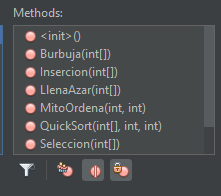 Methods:
<init>()
Burbuja(int[])
Insercion(int[])
LlenaAzar(int[])
MitoOrdena(int, int)
QuickSort(int[], int, int)
Seleccion(int[])